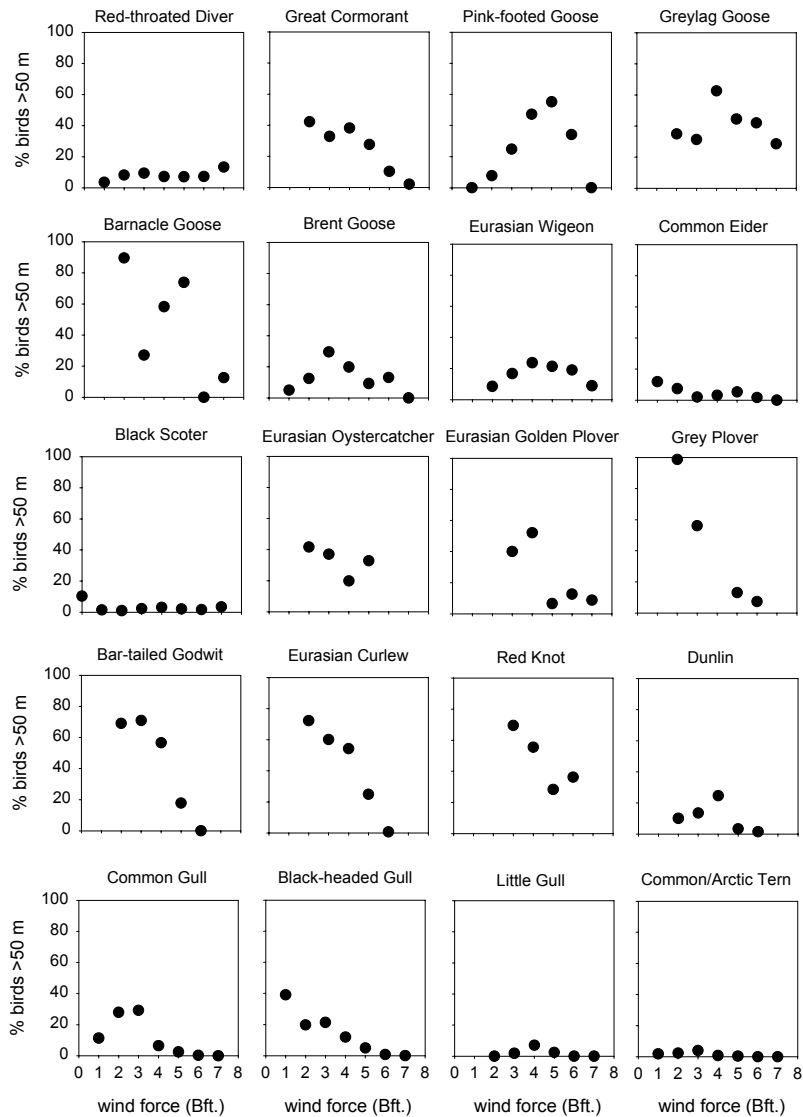 Red-throated Diver Great Cormorant Pink-footed Goose Greylag Goose
% birds >50 m
100
80
60
40
20
0
Barnacle Goose Brent Goose Eurasian Wigeon Common Eider
% birds >50 m
100
80
60
40
20
0
Black Scoter Eurasian Oystercatcher Eurasian Golden Plover Grey Plover
% birds >50 m
100
80
60
40
20
0
Bar-tailed Godwit Eurasian Curlew Red Knot Dunlin
% birds >50 m
100
80
60
40
20
0
Common Gull Black-headed Gull Little Gull Common/Arctic Tern
% birds >50 m
100
80
60
40
20
0
0 1 2 3 4 5 6 7 8 0 1 2 3 4 5 6 7 8 0 1 2 3 4 5 6 7 8 0 1 2 3 4 5 6 7 8
wind force (Bft.) wind force (Bft.) wind force (Bft.) wind force (Bft.)